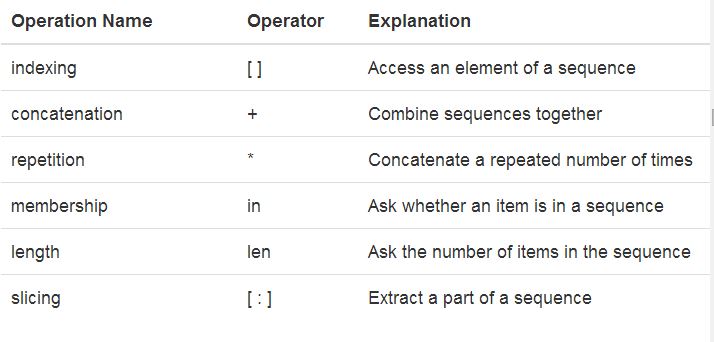 Operation Name Operator Explanation
indexing [ ] Access an element of a sequence
concatenation + Combine sequences together
repetition * Concatenate a repeated number of times
membership in Ask whether an item is in a sequence
length len Ask the number of items in the sequence
slicing [ : ] Extract a part of a sequence